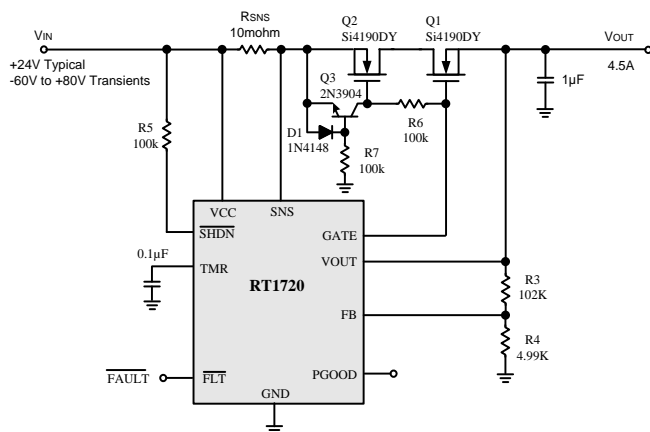 RSNS
10mohm
Q2
Si4190DY
Q1
Si4190DY
VIN
+24V Typical
-60V to +80V Transients
VOUT
4.5A
1µF
Q3
2N3904
R6
100k
D1
1N4148
R5
100k
R7
100k
VCC
SNS
SHDN
GATE
0.1µF
TMR
VOUT
RT1720
R3
102K
FB
R4
4.99K
FAULT
FLT
PGOOD
GND